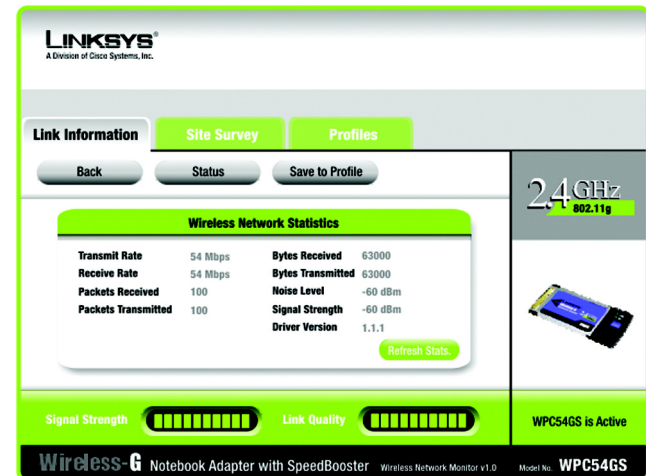 LINKSYS®
A Division of Cisco Systems, Inc.
Link Information Site Survey Profiles
Back Status Save to Profile
2.4GHz
802.11g
Wireless Network Statistics
Transmit Rate 54 Mbps Bytes Received 63000
Receive Rate 54 Mbps Bytes Transmitted 63000
Packets Received 100 Noise Level -60 dBm
Packets Transmitted 100 Signal Strength -60 dBm
Driver Version 1.1.1
Refresh Stats.
Signal Strength Link Quality WPC54GS is Active
Wireless-G Notebook Adapter with SpeedBooster Wireless Network Monitor v1.0 Model No. WPC54GS